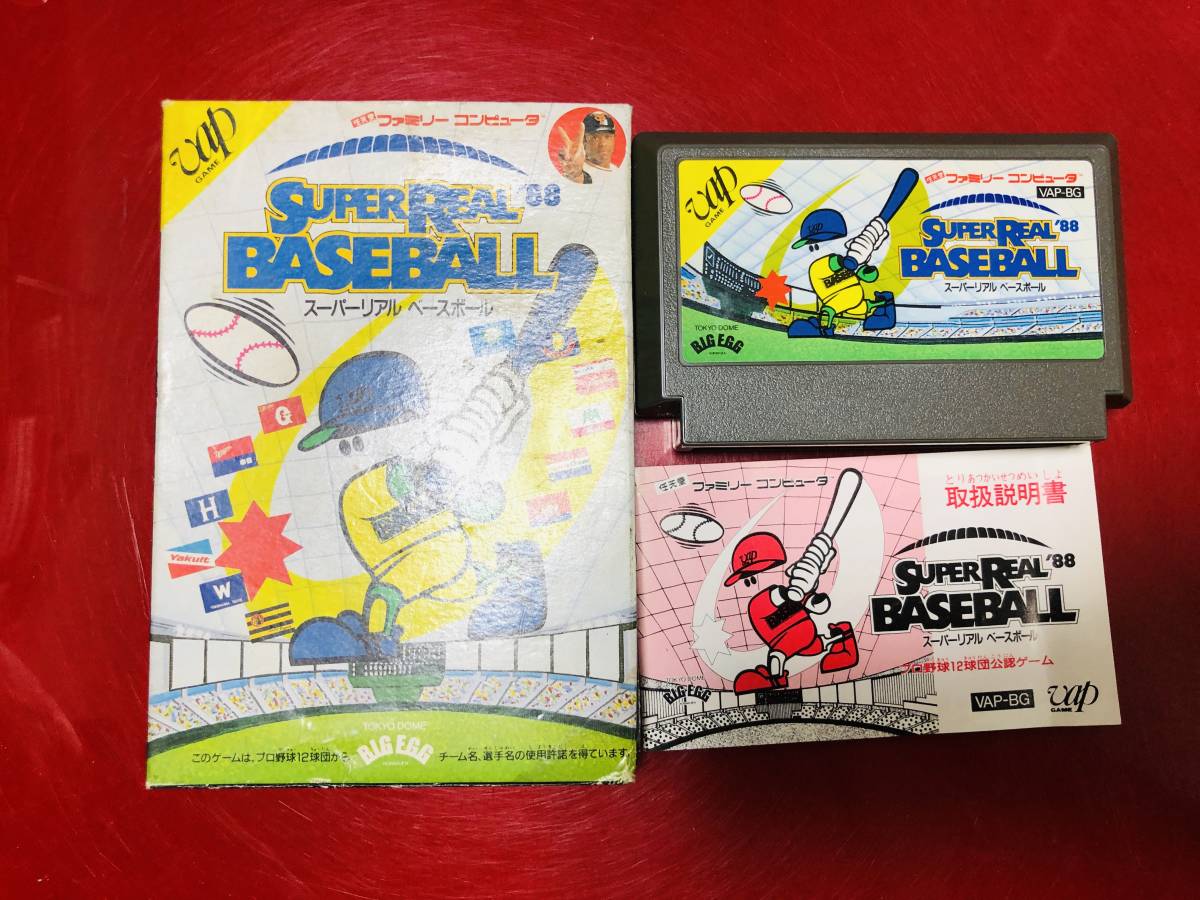 vap
GAME
任天堂 ファミリー コンピュータ™
SUPER REAL '88
BASEBALL
スーパーリアル ベースボール
G
H
Yakult
W
TOKYO DOME
BIG EGG
このゲームは、プロ野球12球団から、チーム名、選手名の使用許諾を得ています。
vap
GAME
任天堂 ファミリー コンピュータ™
VAP-BG
SUPER REAL '88
BASEBALL
スーパーリアル ベースボール
TOKYO DOME
BIG EGG
任天堂 ファミリー コンピュータ™
とりあつかいせつめいしょ
取扱説明書
vap
SUPER REAL '88
BASEBALL
スーパーリアル ベースボール
プロ野球12球団公認ゲーム
TOKYO DOME
BIG EGG
VAP-BG
vap
GAME